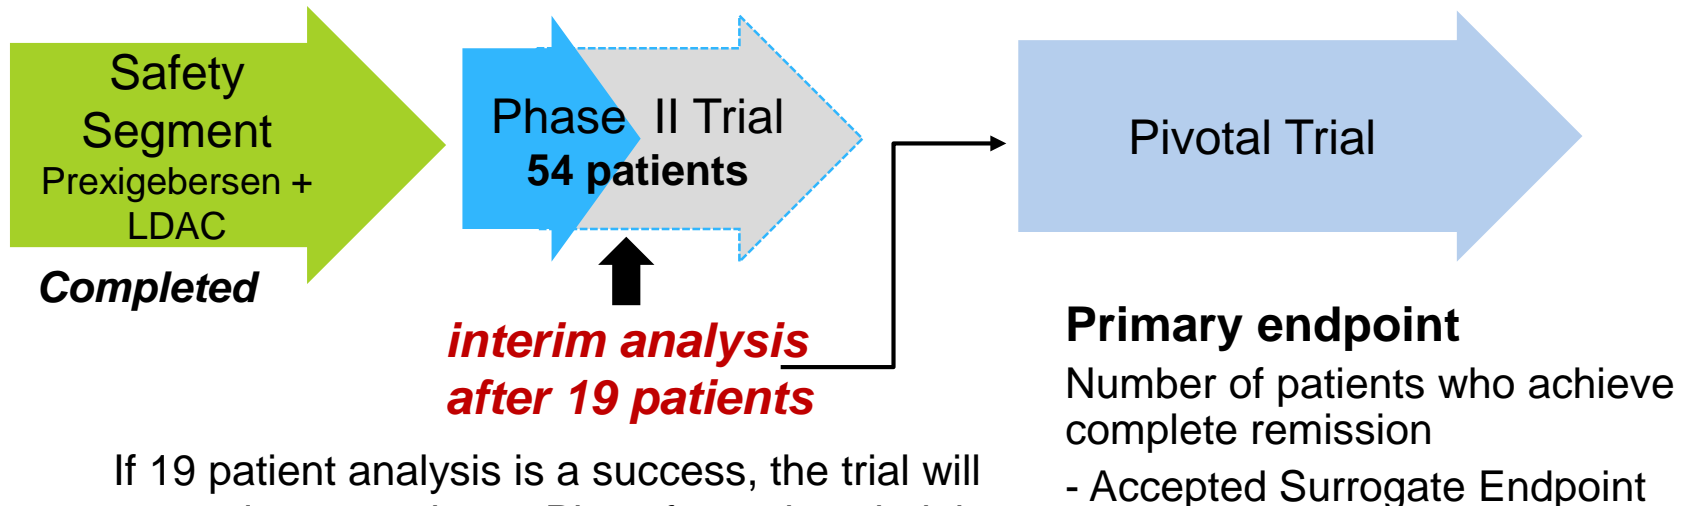 Safety
Segment
Prexigebersen +
LDAC
Completed
Phase II Trial
54 patients
interim analysis
after 19 patients
If 19 patient analysis is a success, the trial will
Pivotal Trial
Primary endpoint
Number of patients who achieve
complete remission
- Accepted Surrogate Endpoint